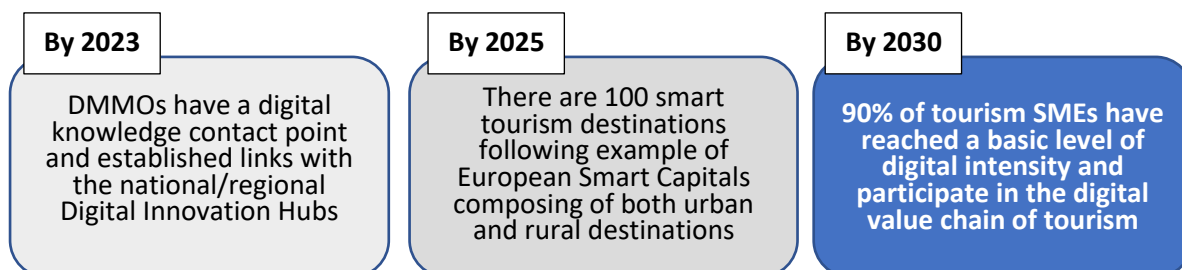 By 2023
DMMOs have a digital
knowledge contact point
and established links with
the national/regional
Digital Innovation Hubs
By 2025
There are 100 smart
tourism destinations
following example of
European Smart Capitals
composing of both urban
and rural destinations
By 2030
90% of tourism SMEs have
reached a basic level of
digital intensity and
participate in the digital
value chain of tourism